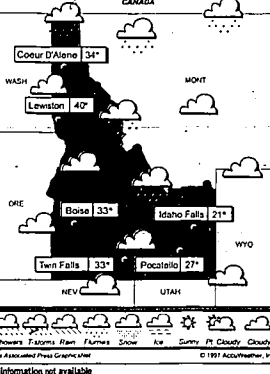 CANADA
Coeur D'Alene 34°
WASH
MONT
Lewiston 40°
ORE
Boise 33°
Idaho Falls 21°
WYO
Twin Falls 33°
Pocatello 27°
NEV
UTAH
Showers T-storms Rain Flurries Snow Ice Sunny Pt. Cloudy Cloudy
Associated Press GraphicsNet
© 1991 AccuWeather, In
information not available